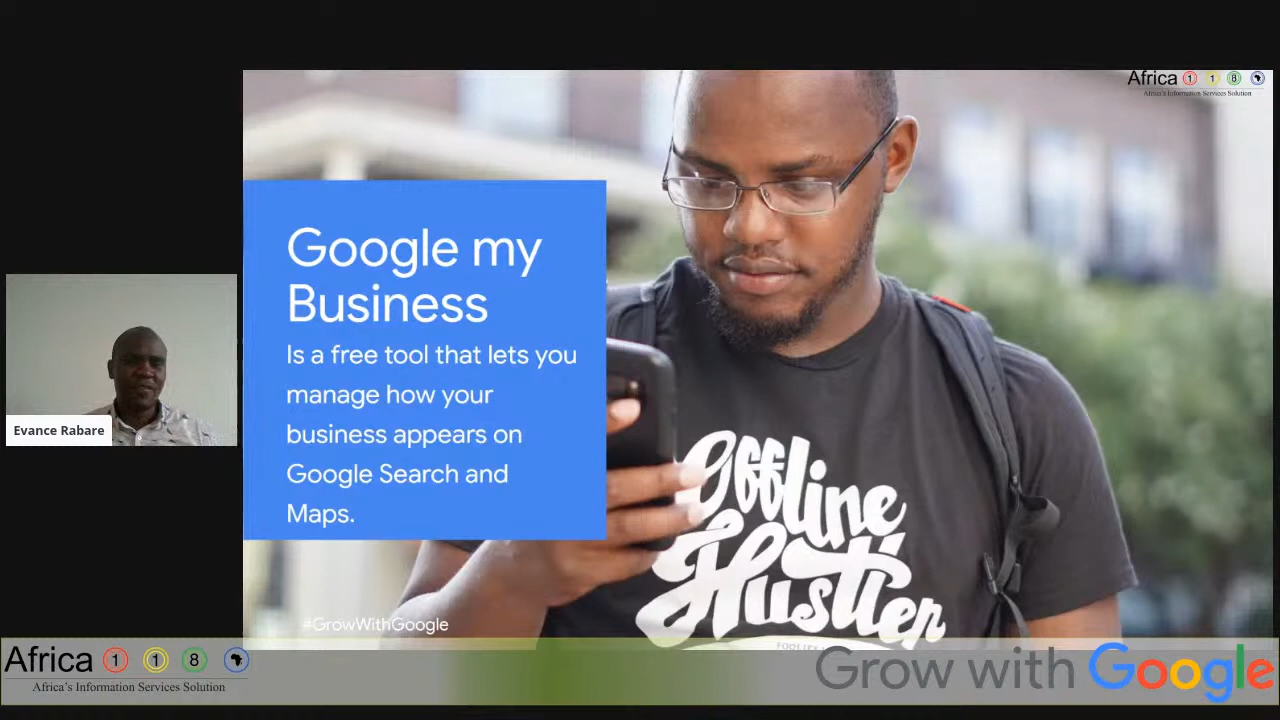 Africa 1 1 8
Africa's Information Services Solution
Google my
Business
Is a free tool that lets you
manage how your
business appears on
Google Search and
Maps.
Evance Rabare
Offline
Hustler
#GrowWithGoogle
Africa 1 1 8
Africa's Information Services Solution
Grow with Google